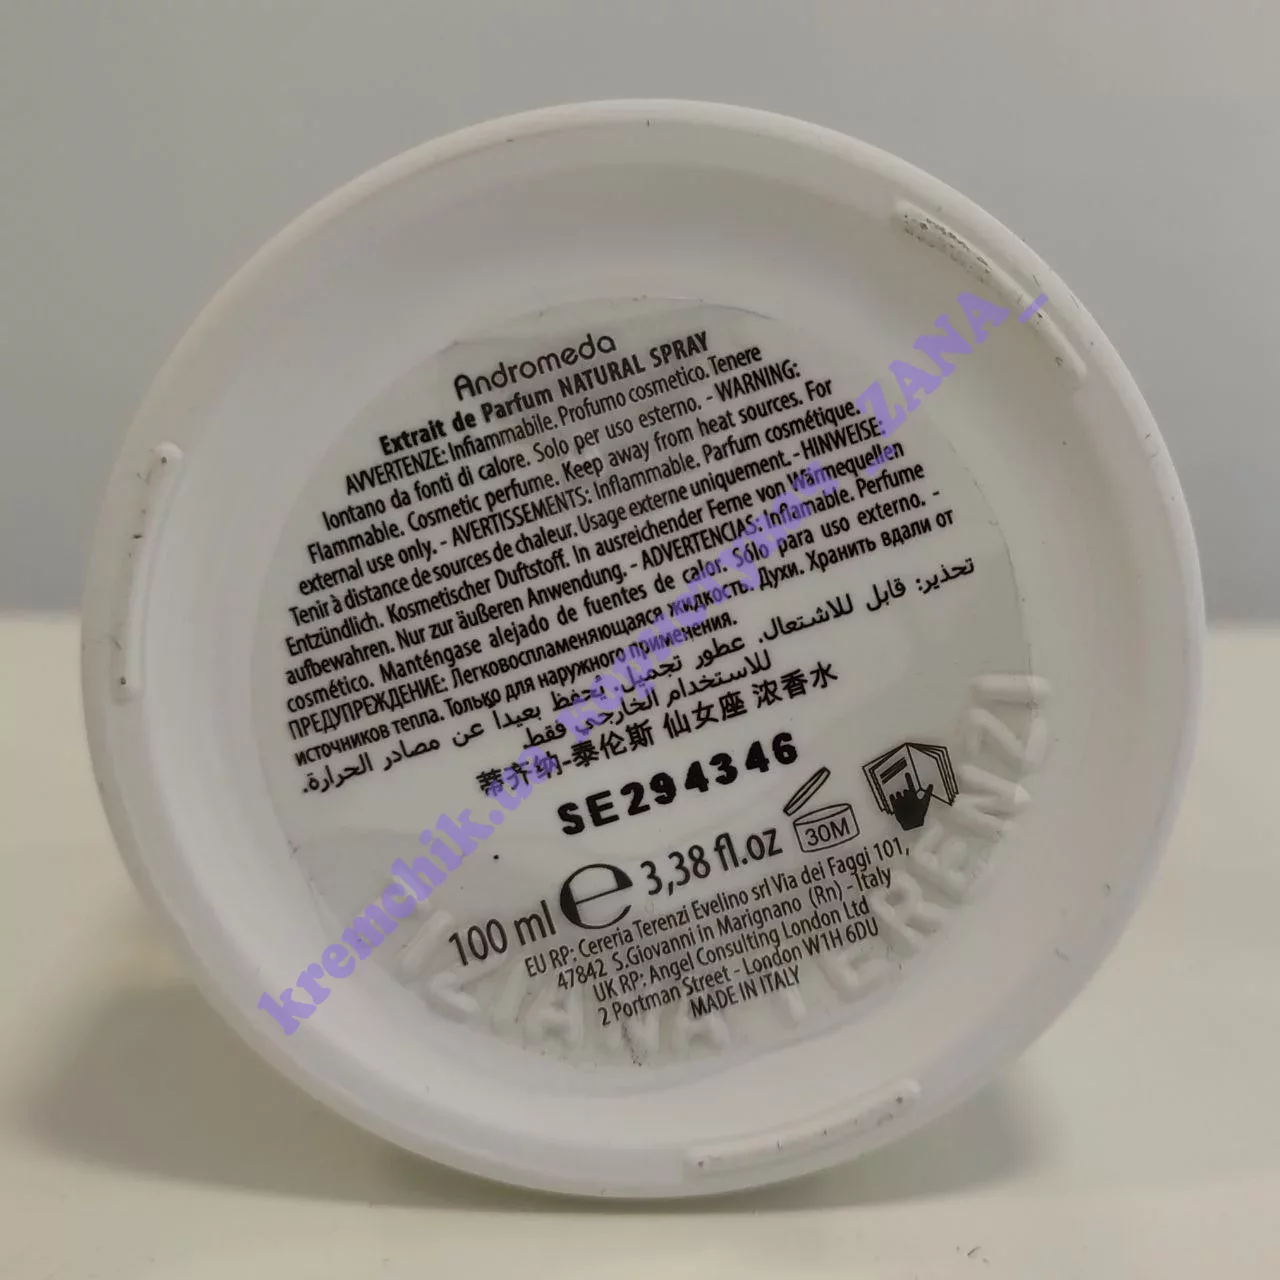 Andromeda
Extrait de Parfum NATURAL SPRAY
AVVERTENZE: Infiammabile. Profumo cosmetico. Tenere
lontano da fonti di calore. Solo per uso esterno. - WARNING:
Flammable. Cosmetic perfume. Keep away from heat sources. For
external use only. - AVERTISSEMENTS: Inflammable. Parfum cosmétique.
Tenir à distance de sources de chaleur. Usage externe uniquement. - HINWEISE:
Entzündlich. Kosmetischer Duftstoff. In ausreichender Ferne von Wärmequellen
aufbewahren. Nur zur äußeren Anwendung. - ADVERTENCIAS: Inflamable. Perfume
cosmético. Manténgase alejado de fuentes de calor. Sólo para uso externo. -
ПРЕДУПРЕЖДЕНИЕ: Легковоспламеняющаяся жидкость. Духи. Хранить вдали от
источников тепла. Только для наружного применения.
تحذير: قابل للاشتعال. عطور تجميل. يحفظ بعيداً عن مصادر الحرارة.
للاستخدام الخارجي فقط
蒂齐纳-泰伦斯 仙女座 浓香水
SE294346
100 ml e 3,38 fl.oz 30M
EU RP: Cereria Terenzi Evelino srl Via dei Faggi 101,
47842 S.Giovanni in Marignano (Rn) - Italy
UK RP: Angel Consulting London Ltd
2 Portman Street - London W1H 6DU
MADE IN ITALY
TIZIANA TERENZI
kremchik.ua користувач _ZANA_